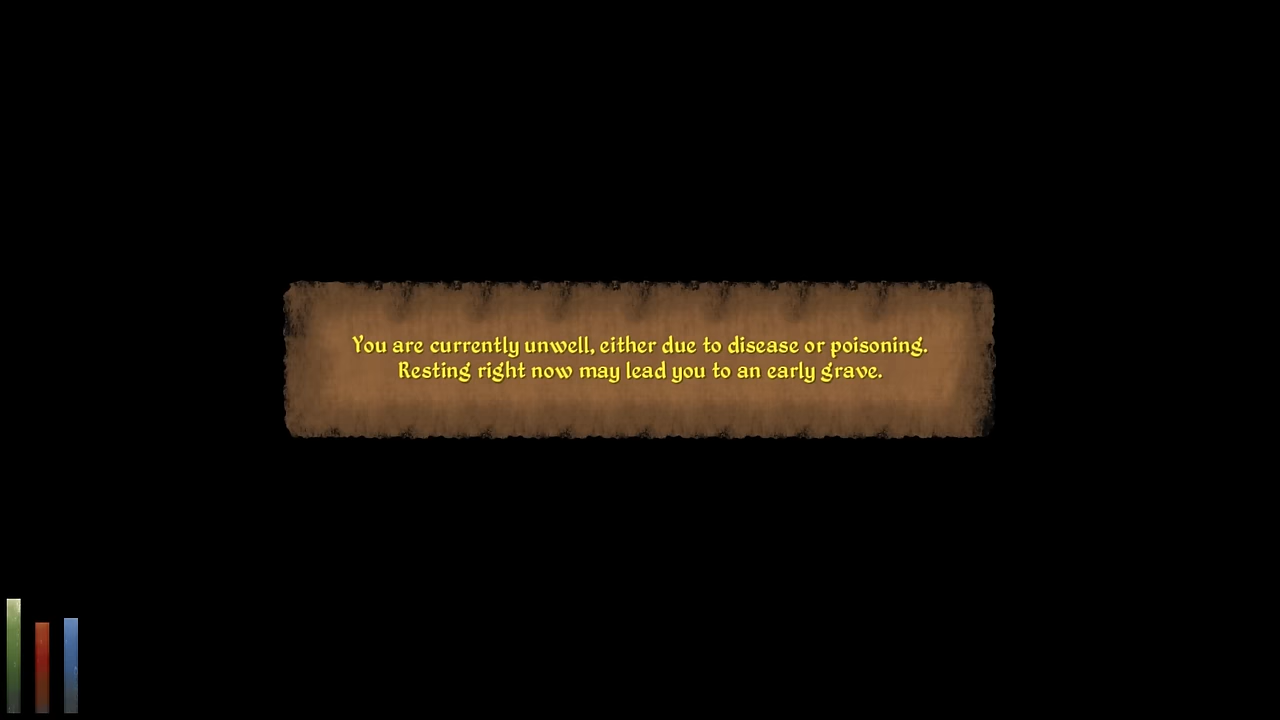 You are currently unwell, either due to disease or poisoning.
Resting right now may lead you to an early grave.